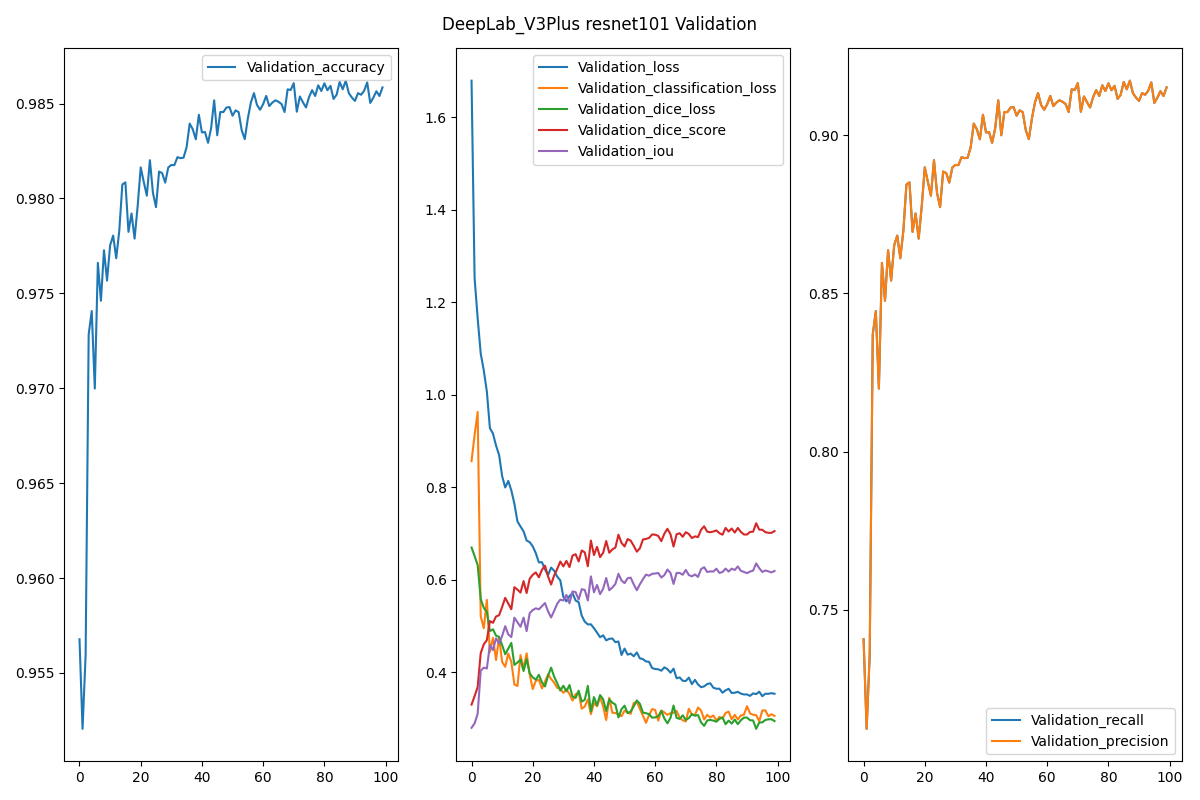 DeepLab_V3Plus resnet101 Validation
Validation_accuracy
0.985
0.980
0.975
0.970
0.965
0.960
0.955
0 20 40 60 80 100
Validation_loss
Validation_classification_loss
Validation_dice_loss
Validation_dice_score
Validation_iou
1.6
1.4
1.2
1.0
0.8
0.6
0.4
0 20 40 60 80 100
0.90
0.85
0.80
0.75
Validation_recall
Validation_precision
0 20 40 60 80 100